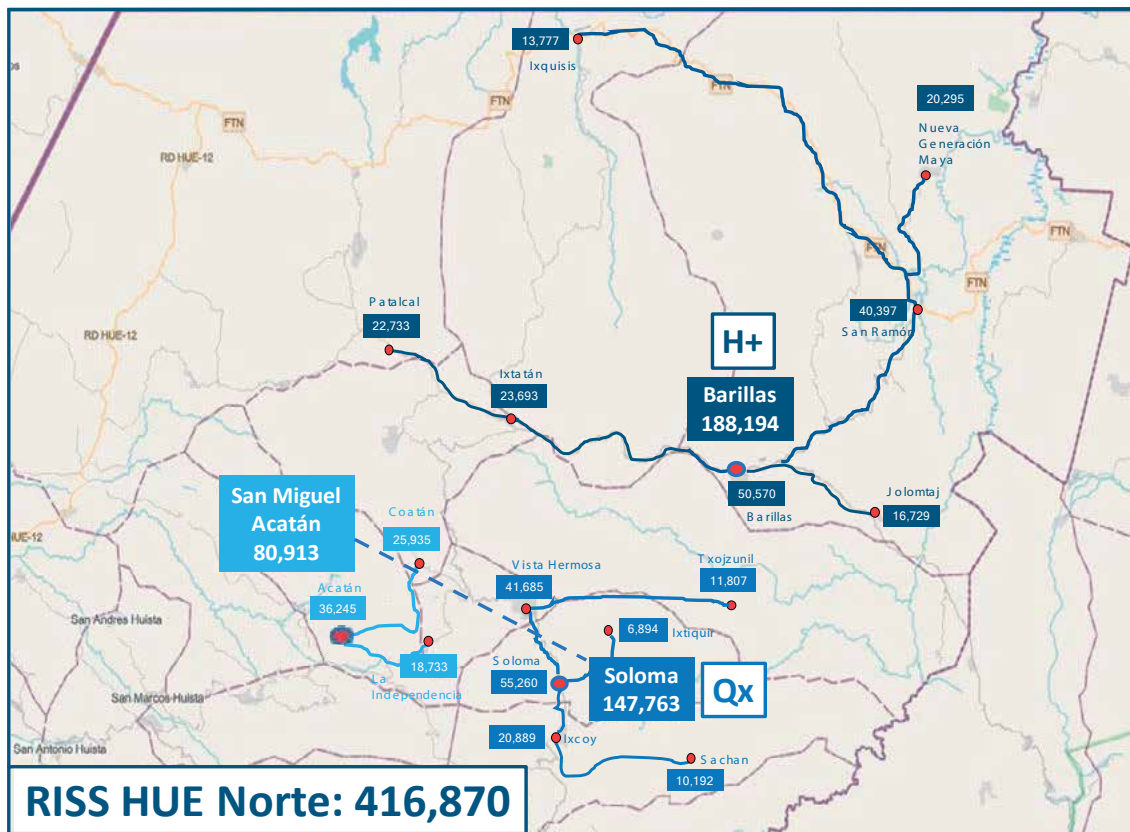 13,777
Ixquisis
FTN
20,295
Nueva
Generación
Maya
FTN
RD HUE-12
FTN
FTN
FTN
Patalcal
22,733
40,397
San Ramón
RD HUE-12
H+
Ixtatán
23,693
Barillas
188,194
50,570
Barillas
Jolomtaj
16,729
San Miguel
Acatán
80,913
Coatán
25,935
HUE-12
Vista Hermosa
41,685
Txojzunil
11,807
Acatán
36,245
San Andres Huista
6,894
Ixtiquir
18,733
La
Independencia
Soloma
55,260
Soloma
147,763
Qx
San Marcos Huista
20,889
Ixcoy
San Antonio Huista
Sachan
10,192
RISS HUE Norte: 416,870